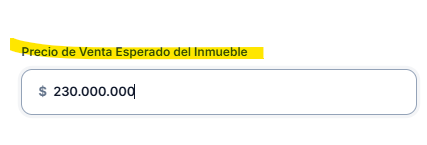 Precio de Venta Esperado del Inmueble
$ 230.000.000